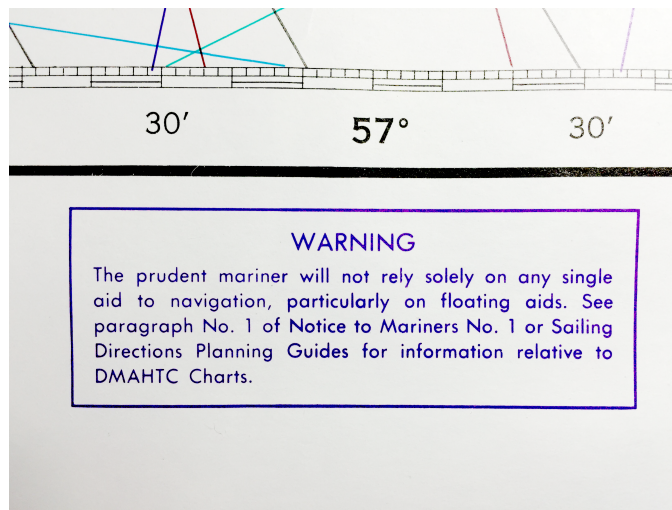 30′ 57° 30′
WARNING
The prudent mariner will not rely solely on any single
aid to navigation, particularly on floating aids. See
paragraph No. 1 of Notice to Mariners No. 1 or Sailing
Directions Planning Guides for information relative to
DMAHTC Charts.